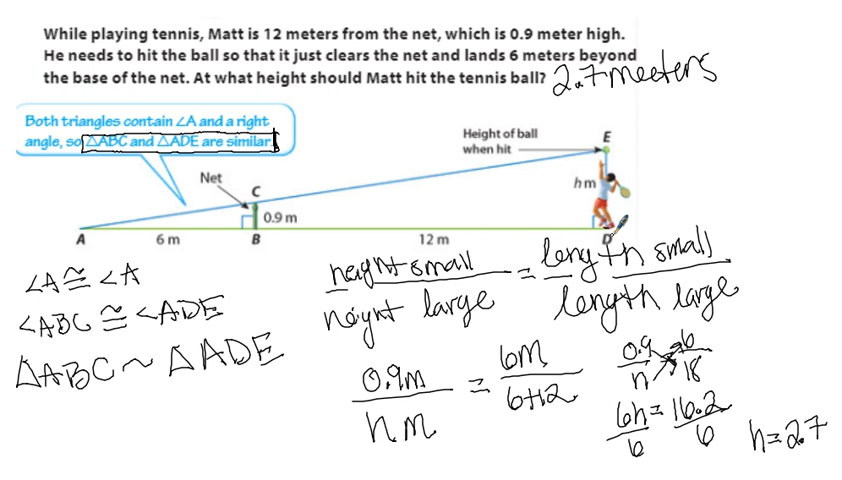 While playing tennis, Matt is 12 meters from the net, which is 0.9 meter high.
He needs to hit the ball so that it just clears the net and lands 6 meters beyond
the base of the net. At what height should Matt hit the tennis ball? 2.7 meeters
Both triangles contain ∠A and a right
angle, so △ABC and △ADE are similar.
Height of ball
when hit
E
Net
C
h m
0.9 m
A
6 m
B
12 m
D
∠A ≅ ∠A
∠ABC ≅ ∠ADE
△ABC ~ △ADE
height small / height large = length small / length large
0.9m / h m = 6m / 6+12
0.9 / h = 6 / 18
6h / 6 = 16.2 / 6
h = 2.7